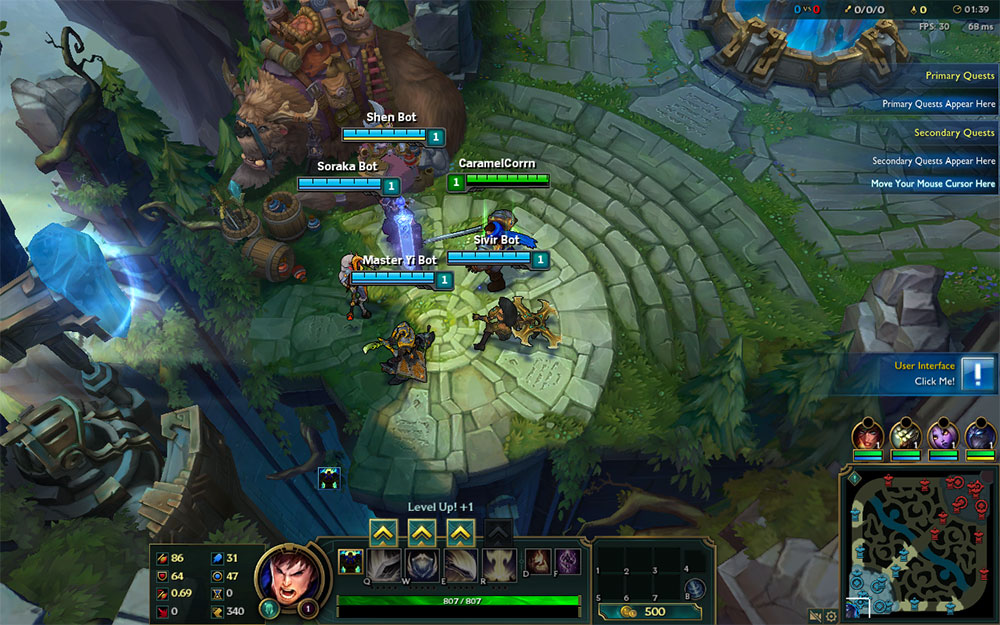 0 vs 0 0/0/0 0 01:39
FPS: 30 68 ms
Primary Quests
Primary Quests Appear Here
Secondary Quests
Secondary Quests Appear Here
Move Your Mouse Cursor Here
Shen Bot
1
Soraka Bot
1
CaramelCorrn
1
Sivir Bot
1
Master Yi Bot
1
User Interface
Click Me!
Level Up! +1
86 31
64 47
0.69 0
0 340
1
Q W E R D F
807 / 807
1 2 3 4
5 6 7 B
500